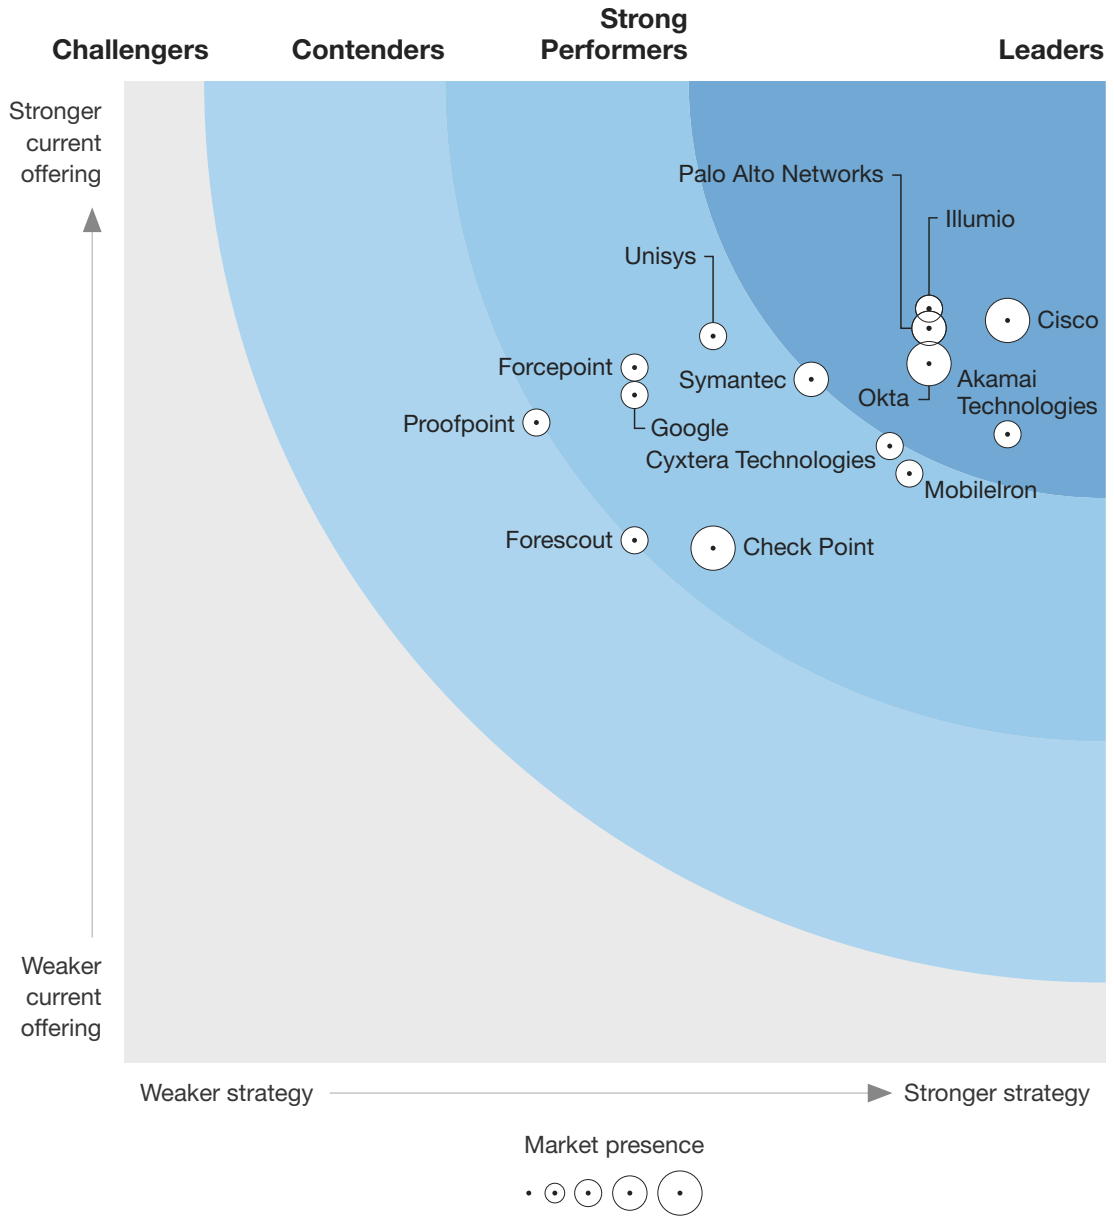 Challengers
Contenders
Strong
Performers
Leaders
Stronger
current
offering
Palo Alto Networks
Illumio
Unisys
Cisco
Forcepoint
Symantec
Akamai
Technologies
Okta
Proofpoint
Google
Cyxtera Technologies
MobileIron
Forescout
Check Point
Weaker
current
offering
Weaker strategy
Stronger strategy
Market presence